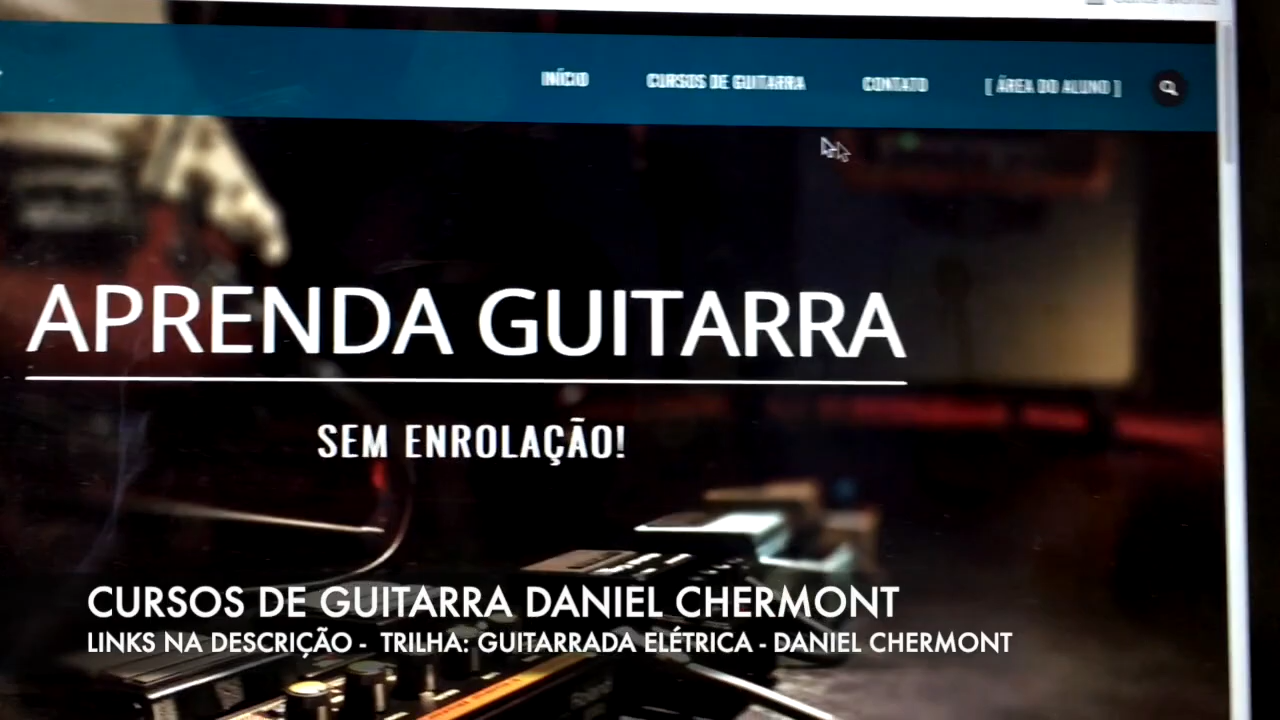 INÍCIO CURSOS DE GUITARRA CONTATO [ ÁREA DO ALUNO ]
APRENDA GUITARRA
SEM ENROLAÇÃO!
CURSOS DE GUITARRA DANIEL CHERMONT
LINKS NA DESCRIÇÃO - TRILHA: GUITARRADA ELÉTRICA - DANIEL CHERMONT